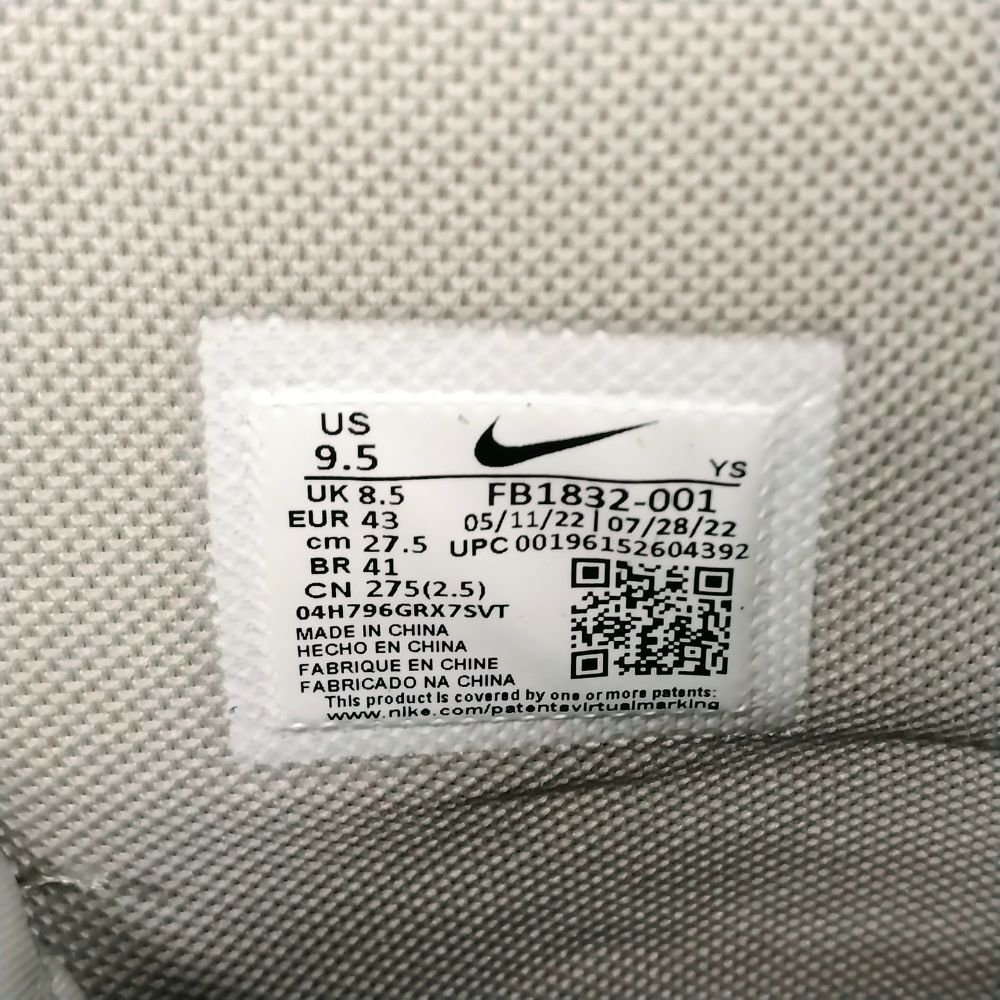 US
9.5
YS
UK 8.5
EUR 43
cm 27.5
BR 41
CN 275(2.5)
FB1832-001
05/11/22 | 07/28/22
UPC 00196152604392
04H796GRX7SVT
MADE IN CHINA
HECHO EN CHINA
FABRIQUE EN CHINE
FABRICADO NA CHINA
This product is covered by one or more patents:
www.nike.com/patentsvirtualmarking